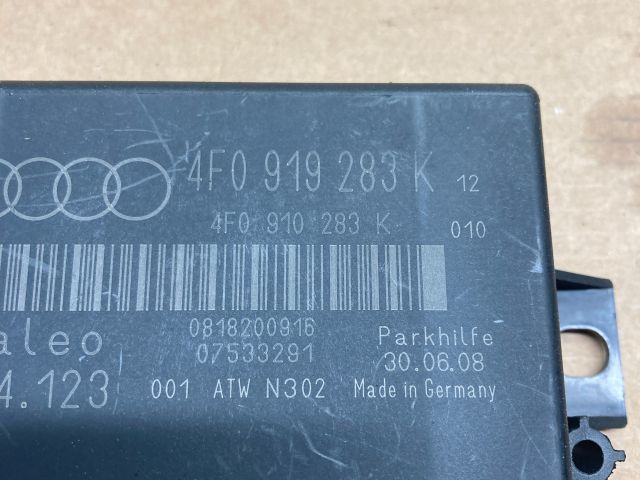 4F0 919 283 K 12
4F0 910 283 K 010
0818200916
aleo 07533291 Parkhilfe
30.06.08
4.123 001 ATW N302 Made in Germany